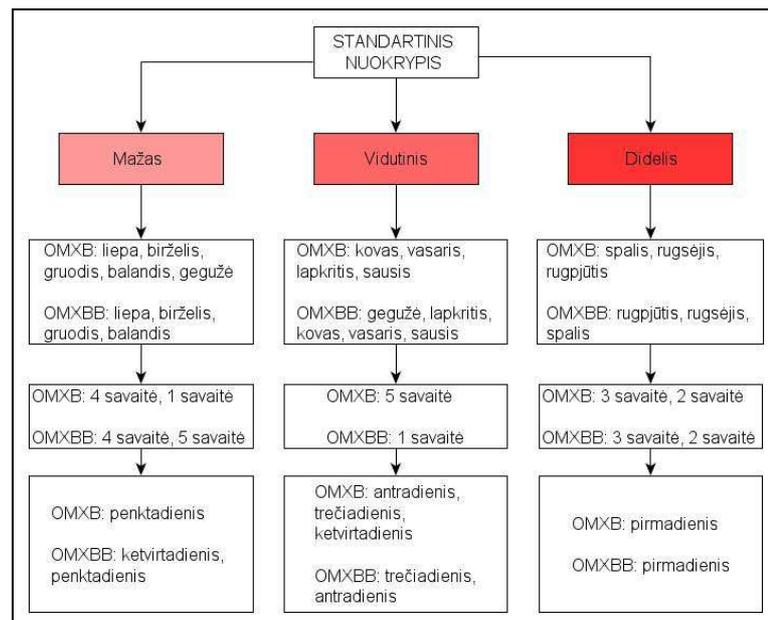 STANDARTINIS
NUOKRYPIS
Mažas
Vidutinis
Didelis
OMXB: liepa, birželis,
gruodis, balandis, gegužė
OMXBB: liepa, birželis,
gruodis, balandis
OMXB: kovas, vasaris,
lapkritis, sausis
OMXBB: gegužė, lapkritis,
kovas, vasaris, sausis
OMXB: spalis, rugsėjis,
rugpjūtis
OMXBB: rugpjūtis, rugsėjis,
spalis
OMXB: 4 savaitė, 1 savaitė
OMXBB: 4 savaitė, 5 savaitė
OMXB: 5 savaitė
OMXBB: 1 savaitė
OMXB: 3 savaitė, 2 savaitė
OMXBB: 3 savaitė, 2 savaitė
OMXB: penktadienis
OMXBB: ketvirtadienis,
penktadienis
OMXB: antradienis,
trečiadienis,
ketvirtadienis
OMXBB: trečiadienis,
antradienis
OMXB: pirmadienis
OMXBB: pirmadienis